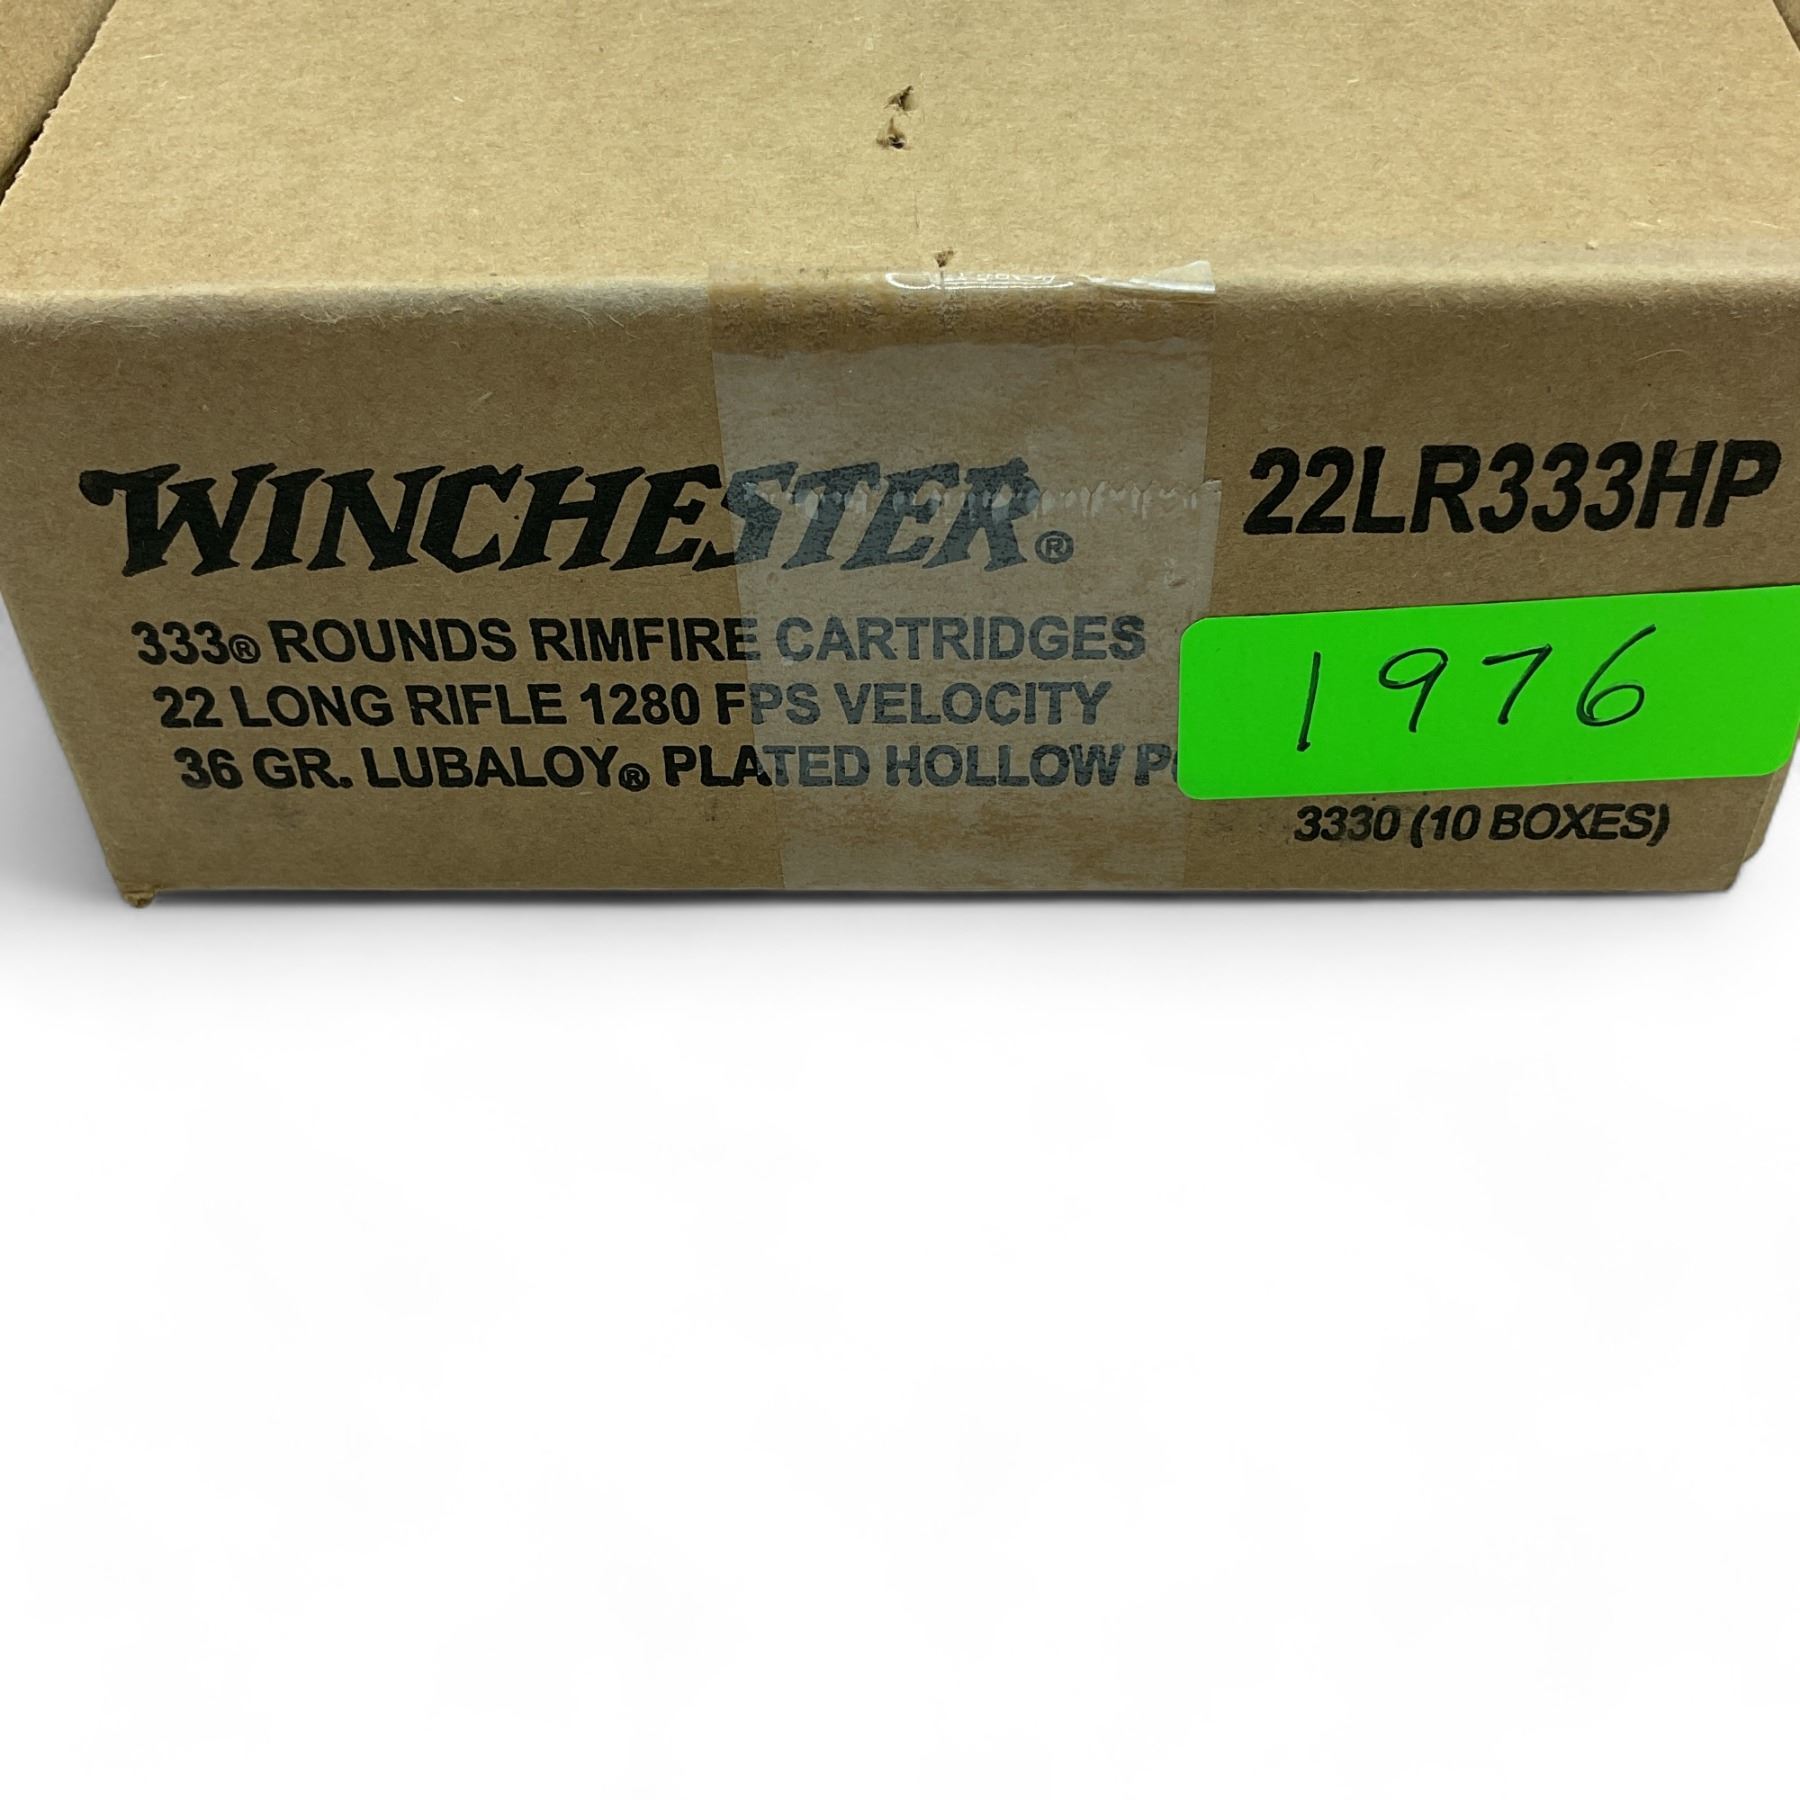 WINCHESTER®
22LR333HP
333® ROUNDS RIMFIRE CARTRIDGES
22 LONG RIFLE 1280 FPS VELOCITY
36 GR. LUBALOY® PLATED HOLLOW
1976
3330 (10 BOXES)